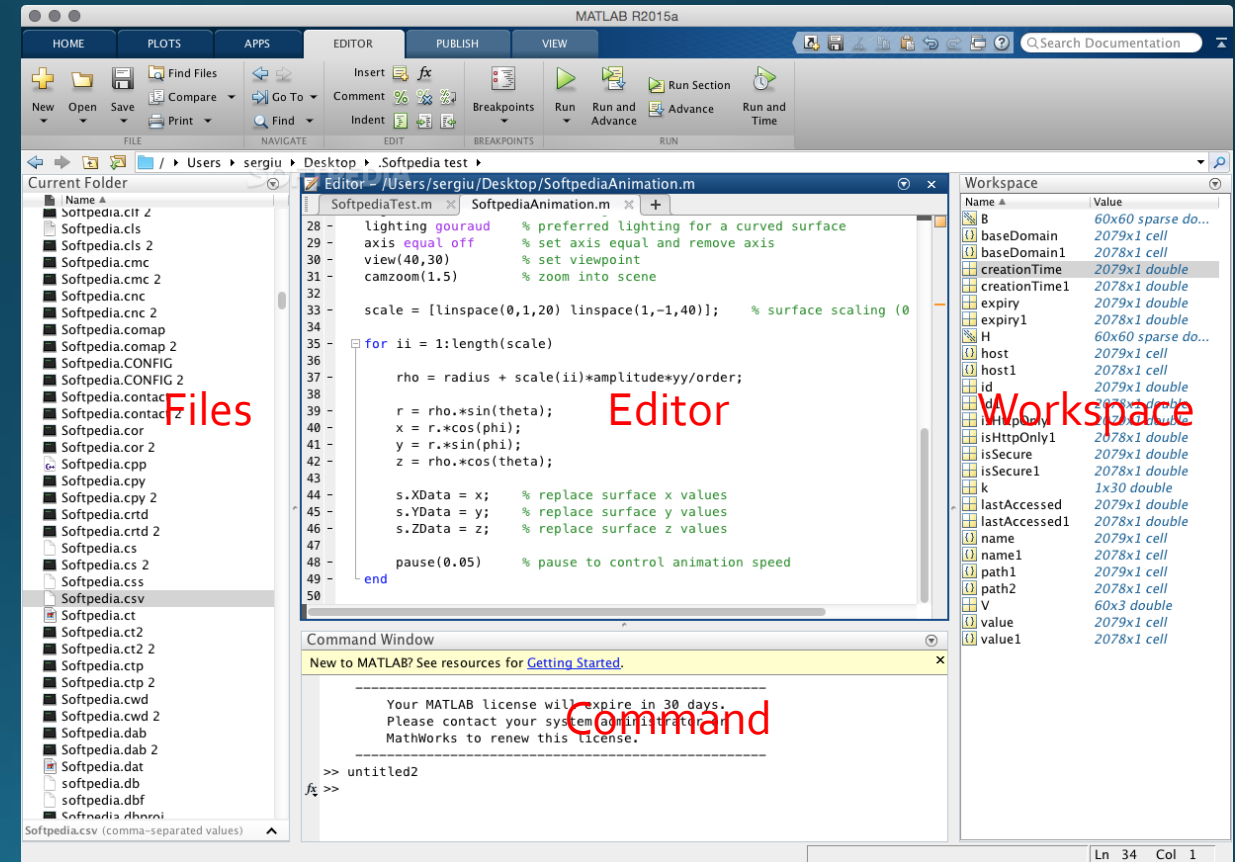 MATLAB R2015a
HOME PLOTS APPS EDITOR PUBLISH VIEW Search Documentation
Find Files Insert fx
New Open Save Compare Go To Comment Breakpoints Run Run and Advance Run Section Advance Run and Time
Print Find Indent
FILE NAVIGATE EDIT BREAKPOINTS RUN
/ Users sergiu Desktop .Softpedia test
SOFTPEDIA
Current Folder
Name
Softpedia.clf 2
Softpedia.cls
Softpedia.cls 2
Softpedia.cmc
Softpedia.cmc 2
Softpedia.cnc
Softpedia.cnc 2
Softpedia.comap
Softpedia.comap 2
Softpedia.CONFIG
Softpedia.CONFIG 2
Softpedia.contact
Softpedia.contact 2
Files
Softpedia.cor
Softpedia.cor 2
Softpedia.cpp
Softpedia.cpy
Softpedia.cpy 2
Softpedia.crtd
Softpedia.crtd 2
Softpedia.cs
Softpedia.cs 2
Softpedia.css
Softpedia.csv
Softpedia.ct
Softpedia.ct2
Softpedia.ct2 2
Softpedia.ctp
Softpedia.ctp 2
Softpedia.cwd
Softpedia.cwd 2
Softpedia.dab
Softpedia.dab 2
Softpedia.dat
softpedia.db
softpedia.dbf
Softpedia.dbproj
Softpedia.csv (comma-separated values)
Editor - /Users/sergiu/Desktop/SoftpediaAnimation.m
SoftpediaTest.m SoftpediaAnimation.m +
28 - lighting gouraud % preferred lighting for a curved surface
29 - axis equal off % set axis equal and remove axis
30 - view(40,30) % set viewpoint
31 - camzoom(1.5) % zoom into scene
32
33 - scale = [linspace(0,1,20) linspace(1,-1,40)]; % surface scaling (0
34
35 - for ii = 1:length(scale)
36
37 - rho = radius + scale(ii)*amplitude*yy/order;
38
Editor
39 - r = rho.*sin(theta);
40 - x = r.*cos(phi);
41 - y = r.*sin(phi);
42 - z = rho.*cos(theta);
43
44 - s.XData = x; % replace surface x values
45 - s.YData = y; % replace surface y values
46 - s.ZData = z; % replace surface z values
47
48 - pause(0.05) % pause to control animation speed
49 - end
50
Command Window
New to MATLAB? See resources for Getting Started.
Your MATLAB license will expire in 30 days.
Please contact your system administrator or
MathWorks to renew this license.
Command
>> untitled2
fx >>
Workspace
Name Value
B 60x60 sparse do...
baseDomain 2079x1 cell
baseDomain1 2078x1 cell
creationTime 2079x1 double
creationTime1 2078x1 double
expiry 2079x1 double
expiry1 2078x1 double
H 60x60 sparse do...
host 2079x1 cell
host1 2078x1 cell
id 2079x1 double
id1 2078x1 double
Workspace
isHttpOnly 2079x1 double
isHttpOnly1 2078x1 double
isSecure 2079x1 double
isSecure1 2078x1 double
k 1x30 double
lastAccessed 2079x1 double
lastAccessed1 2078x1 double
name 2079x1 cell
name1 2078x1 cell
path1 2079x1 cell
path2 2078x1 cell
V 60x3 double
value 2079x1 cell
value1 2078x1 cell
Ln 34 Col 1